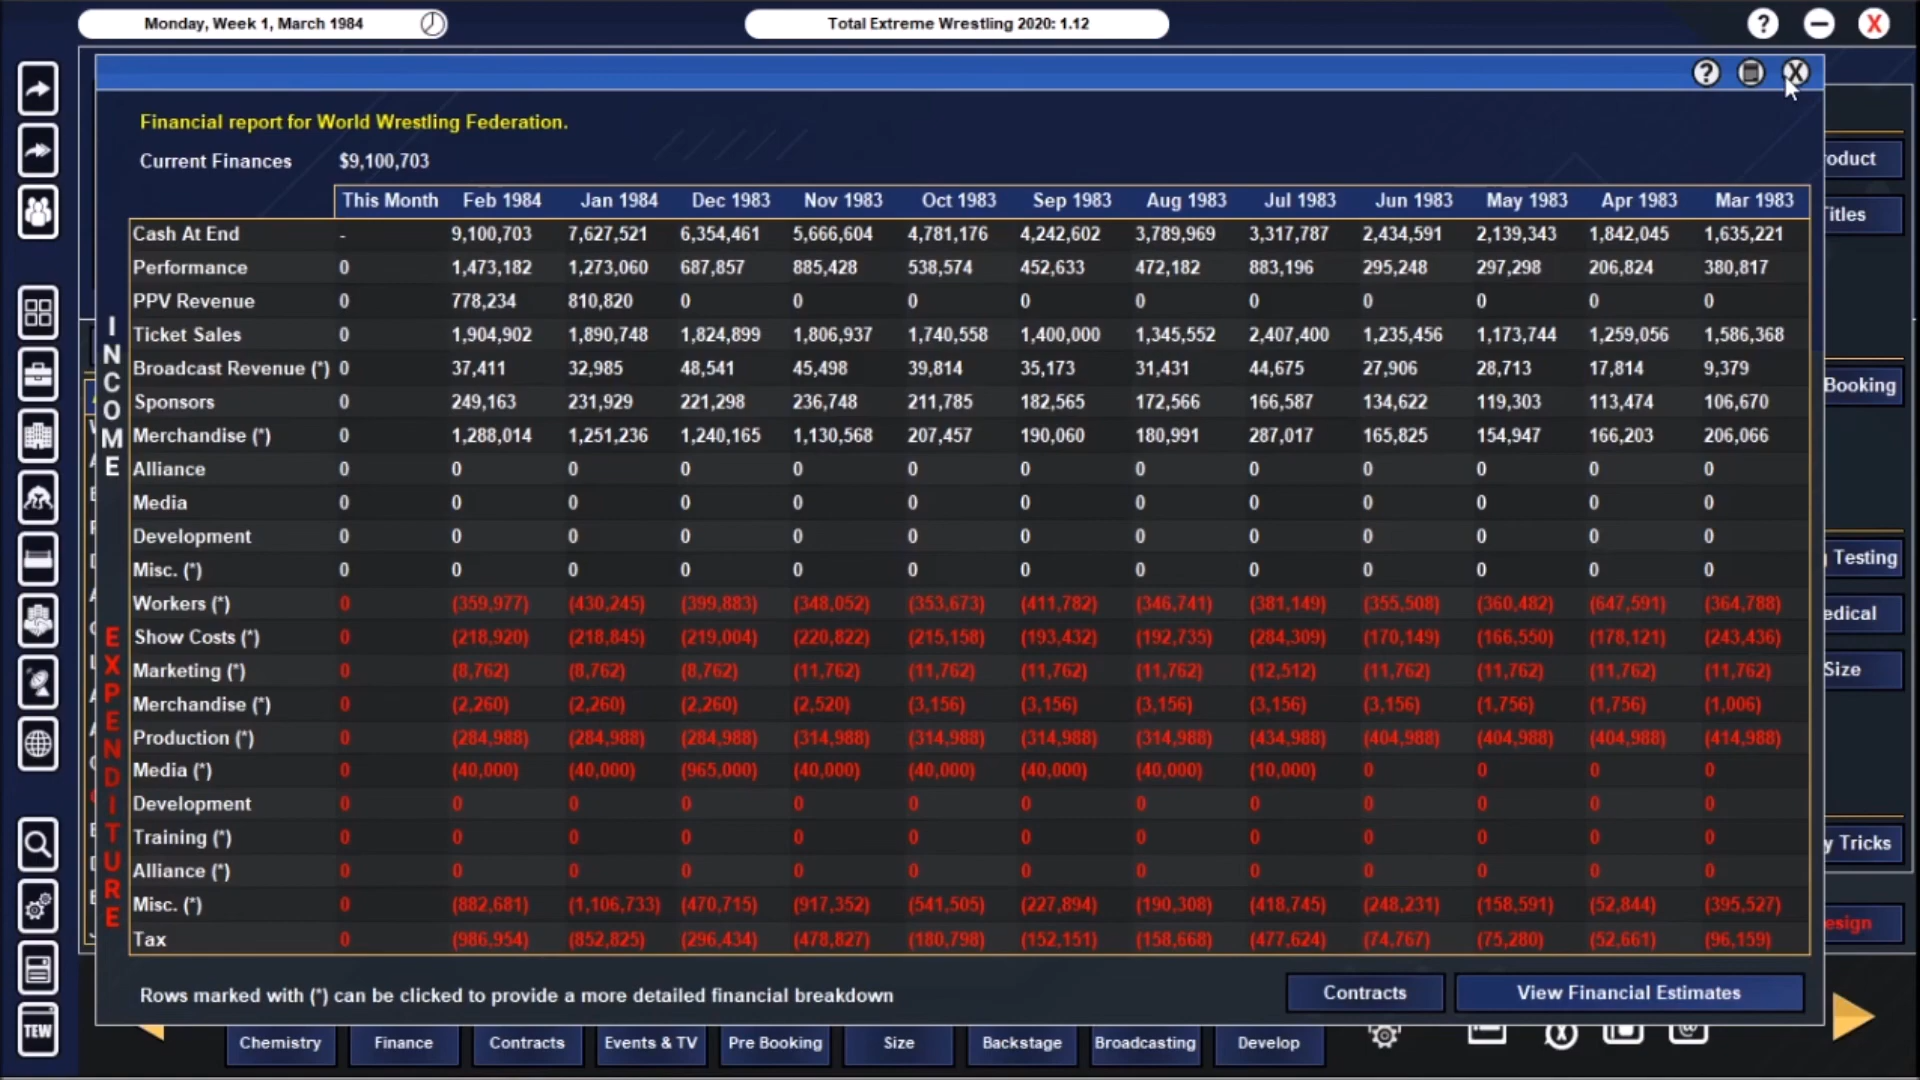 Monday, Week 1, March 1984
Total Extreme Wrestling 2020: 1.12
? X
? X
Financial report for World Wrestling Federation.
Current Finances $9,100,703
This Month Feb 1984 Jan 1984 Dec 1983 Nov 1983 Oct 1983 Sep 1983 Aug 1983 Jul 1983 Jun 1983 May 1983 Apr 1983 Mar 1983
INCOME
Cash At End - 9,100,703 7,627,521 6,354,461 5,666,604 4,781,176 4,242,602 3,789,969 3,317,787 2,434,591 2,139,343 1,842,045 1,635,221
Performance 0 1,473,182 1,273,060 687,857 885,428 538,574 452,633 472,182 883,196 295,248 297,298 206,824 380,817
PPV Revenue 0 778,234 810,820 0 0 0 0 0 0 0 0 0 0
Ticket Sales 0 1,904,902 1,890,748 1,824,899 1,806,937 1,740,558 1,400,000 1,345,552 2,407,400 1,235,456 1,173,744 1,259,056 1,586,368
Broadcast Revenue (*) 0 37,411 32,985 48,541 45,498 39,814 35,173 31,431 44,675 27,906 28,713 17,814 9,379
Sponsors 0 249,163 231,929 221,298 236,748 211,785 182,565 172,566 166,587 134,622 119,303 113,474 106,670
Merchandise (*) 0 1,288,014 1,251,236 1,240,165 1,130,568 207,457 190,060 180,991 287,017 165,825 154,947 166,203 206,066
Alliance 0 0 0 0 0 0 0 0 0 0 0 0 0
Media 0 0 0 0 0 0 0 0 0 0 0 0 0
Development 0 0 0 0 0 0 0 0 0 0 0 0 0
Misc. (*) 0 0 0 0 0 0 0 0 0 0 0 0 0
EXPENDITURE
Workers (*) 0 (359,977) (430,245) (399,883) (348,052) (353,673) (411,782) (346,741) (381,149) (355,508) (360,482) (647,591) (364,788)
Show Costs (*) 0 (218,920) (218,845) (219,004) (220,822) (215,158) (193,432) (192,735) (284,309) (170,149) (166,550) (178,121) (243,436)
Marketing (*) 0 (8,762) (8,762) (8,762) (11,762) (11,762) (11,762) (11,762) (12,512) (11,762) (11,762) (11,762) (11,762)
Merchandise (*) 0 (2,260) (2,260) (2,260) (2,520) (3,156) (3,156) (3,156) (3,156) (3,156) (1,756) (1,756) (1,006)
Production (*) 0 (284,988) (284,988) (284,988) (314,988) (314,988) (314,988) (314,988) (434,988) (404,988) (404,988) (404,988) (414,988)
Media (*) 0 (40,000) (40,000) (965,000) (40,000) (40,000) (40,000) (40,000) (10,000) 0 0 0 0
Development 0 0 0 0 0 0 0 0 0 0 0 0 0
Training (*) 0 0 0 0 0 0 0 0 0 0 0 0 0
Alliance (*) 0 0 0 0 0 0 0 0 0 0 0 0 0
Misc. (*) 0 (882,681) (1,106,733) (470,715) (917,352) (541,505) (227,894) (190,308) (418,745) (248,231) (158,591) (52,844) (395,527)
Tax 0 (986,954) (852,825) (296,434) (478,827) (180,798) (152,151) (158,668) (477,624) (74,767) (75,280) (52,661) (96,159)
Rows marked with (*) can be clicked to provide a more detailed financial breakdown
Contracts
View Financial Estimates
oduct
Titles
Booking
Testing
edical
Size
y Tricks
esign
TEW
Chemistry Finance Contracts Events & TV Pre Booking Size Backstage Broadcasting Develop